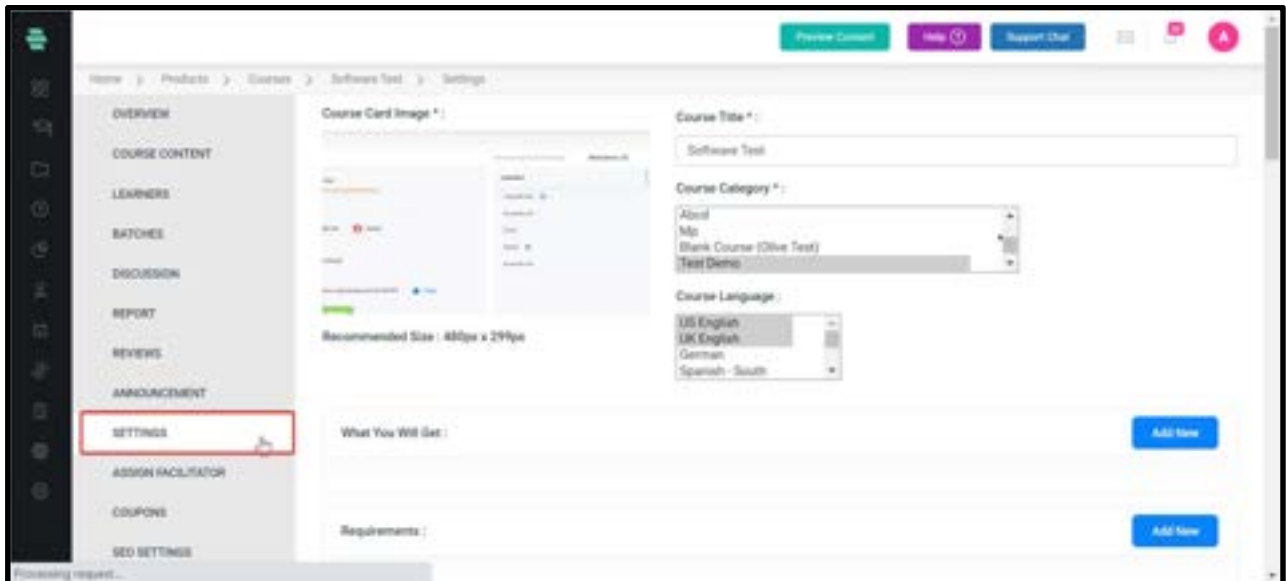 Preview Content Help Support Chat
A
Home > Products > Courses > Software Test > Settings
OVERVIEW
COURSE CONTENT
LEARNERS
BATCHES
DISCUSSION
REPORT
REVIEWS
ANNOUNCEMENT
SETTINGS
ASSIGN FACILITATOR
COUPONS
SEO SETTINGS
Course Card Image * :
Recommended Size : 480px x 299px
Course Title * :
Software Test
Course Category * :
Abcd
Mp
Blank Course (Olive Test)
Test Demo
Course Language :
US English
UK English
German
Spanish - South
What You Will Get :
Add New
Requirements :
Add New
Processing request...